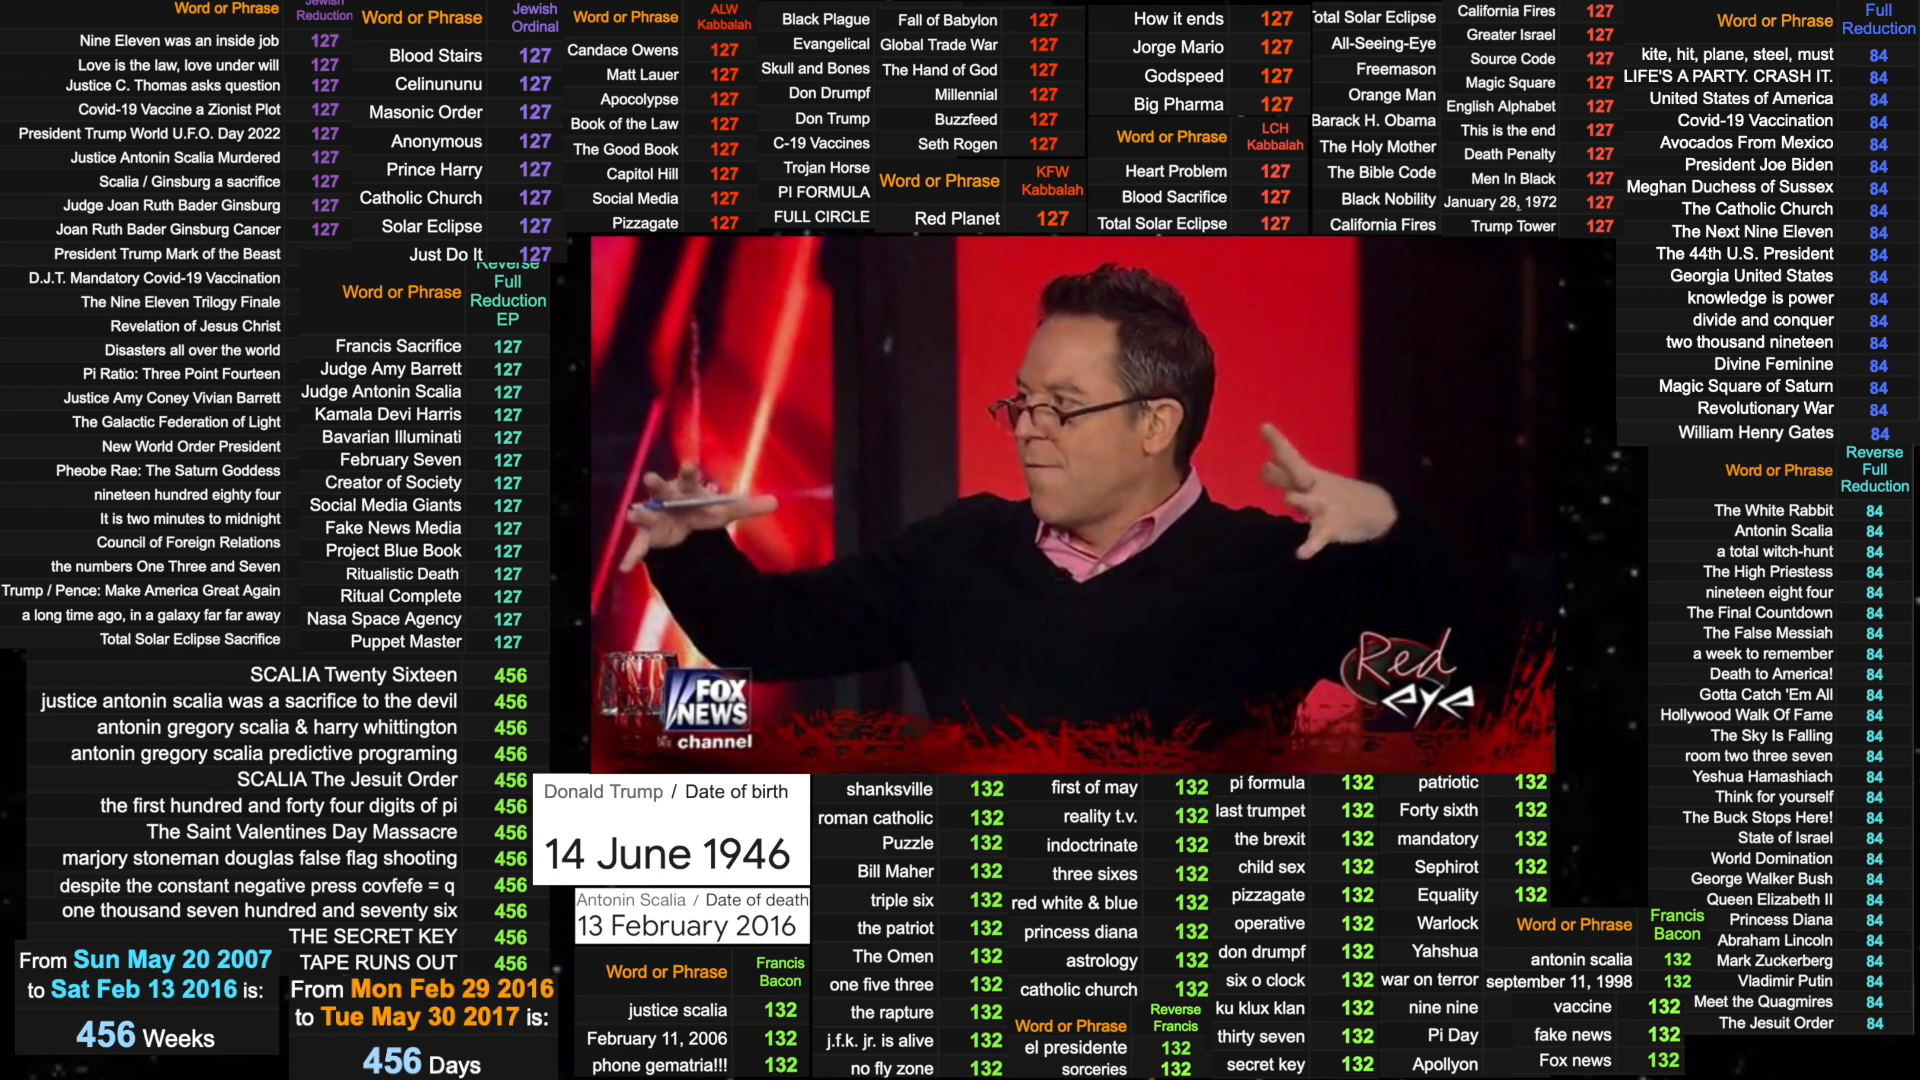 Word or Phrase
Jewish
Reduction
Nine Eleven was an inside job 127
Love is the law, love under will 127
Justice C. Thomas asks question 127
Covid-19 Vaccine a Zionist Plot 127
President Trump World U.F.O. Day 2022 127
Justice Antonin Scalia Murdered 127
Scalia / Ginsburg a sacrifice 127
Judge Joan Ruth Bader Ginsburg 127
Joan Ruth Bader Ginsburg Cancer 127
President Trump Mark of the Beast
D.J.T. Mandatory Covid-19 Vaccination
The Nine Eleven Trilogy Finale
Revelation of Jesus Christ
Disasters all over the world
Pi Ratio: Three Point Fourteen
Justice Amy Coney Vivian Barrett
The Galactic Federation of Light
New World Order President
Pheobe Rae: The Saturn Goddess
nineteen hundred eighty four
It is two minutes to midnight
Council of Foreign Relations
the numbers One Three and Seven
Trump / Pence: Make America Great Again
a long time ago, in a galaxy far far away
Total Solar Eclipse Sacrifice
Word or Phrase
Jewish
Ordinal
Blood Stairs 127
Celinununu 127
Masonic Order 127
Anonymous 127
Prince Harry 127
Catholic Church 127
Solar Eclipse 127
Just Do It 127
Word or Phrase
Reverse
Full
Reduction
EP
Francis Sacrifice 127
Judge Amy Barrett 127
Judge Antonin Scalia 127
Kamala Devi Harris 127
Bavarian Illuminati 127
February Seven 127
Creator of Society 127
Social Media Giants 127
Fake News Media 127
Project Blue Book 127
Ritualistic Death 127
Ritual Complete 127
Nasa Space Agency 127
Puppet Master 127
Word or Phrase
ALW
Kabbalah
Candace Owens 127
Matt Lauer 127
Apocolypse 127
Book of the Law 127
The Good Book 127
Capitol Hill 127
Social Media 127
Pizzagate 127
Black Plague
Evangelical
Skull and Bones
Don Drumpf
Don Trump
C-19 Vaccines
Trojan Horse
PI FORMULA
FULL CIRCLE
Fall of Babylon 127
Global Trade War 127
The Hand of God 127
Millennial 127
Buzzfeed 127
Seth Rogen 127
Word or Phrase
KFW
Kabbalah
Red Planet 127
How it ends 127
Jorge Mario 127
Godspeed 127
Big Pharma 127
Word or Phrase
LCH
Kabbalah
Heart Problem 127
Blood Sacrifice 127
Total Solar Eclipse 127
Total Solar Eclipse
All-Seeing-Eye
Freemason
Orange Man
Barack H. Obama
The Holy Mother
The Bible Code
Black Nobility
California Fires
California Fires 127
Greater Israel 127
Source Code 127
Magic Square 127
English Alphabet 127
This is the end 127
Death Penalty 127
Men In Black 127
January 28, 1972 127
Trump Tower 127
Word or Phrase
Full
Reduction
kite, hit, plane, steel, must 84
LIFE'S A PARTY. CRASH IT. 84
United States of America 84
Covid-19 Vaccination 84
Avocados From Mexico 84
President Joe Biden 84
Meghan Duchess of Sussex 84
The Catholic Church 84
The Next Nine Eleven 84
The 44th U.S. President 84
Georgia United States 84
knowledge is power 84
divide and conquer 84
two thousand nineteen 84
Divine Feminine 84
Magic Square of Saturn 84
Revolutionary War 84
William Henry Gates 84
Word or Phrase
Reverse
Full
Reduction
The White Rabbit 84
Antonin Scalia 84
a total witch-hunt 84
The High Priestess 84
nineteen eight four 84
The Final Countdown 84
The False Messiah 84
a week to remember 84
Death to America! 84
Gotta Catch 'Em All 84
Hollywood Walk Of Fame 84
The Sky Is Falling 84
room two three seven 84
Yeshua Hamashiach 84
Think for yourself 84
The Buck Stops Here! 84
State of Israel 84
World Domination 84
George Walker Bush 84
Queen Elizabeth II 84
Princess Diana 84
Abraham Lincoln 84
Mark Zuckerberg 84
Vladimir Putin 84
Meet the Quagmires 84
The Jesuit Order 84
Red
eye
FOX
NEWS
channel
SCALIA Twenty Sixteen 456
justice antonin scalia was a sacrifice to the devil 456
antonin gregory scalia & harry whittington 456
antonin gregory scalia predictive programing 456
SCALIA The Jesuit Order 456
the first hundred and forty four digits of pi 456
The Saint Valentines Day Massacre 456
marjory stoneman douglas false flag shooting 456
despite the constant negative press covfefe = q 456
one thousand seven hundred and seventy six 456
THE SECRET KEY 456
TAPE RUNS OUT 456
From Sun May 20 2007
to Sat Feb 13 2016 is:
456 Weeks
From Mon Feb 29 2016
to Tue May 30 2017 is:
456 Days
Donald Trump / Date of birth
14 June 1946
Antonin Scalia / Date of death
13 February 2016
Word or Phrase
Francis
Bacon
justice scalia 132
February 11, 2006 132
phone gematria!!! 132
shanksville 132
roman catholic 132
Puzzle 132
Bill Maher 132
triple six 132
the patriot 132
The Omen 132
one five three 132
the rapture 132
j.f.k. jr. is alive 132
no fly zone 132
first of may 132
reality t.v. 132
indoctrinate 132
three sixes 132
red white & blue 132
princess diana 132
astrology 132
catholic church 132
Word or Phrase
Reverse
Francis
el presidente 132
sorceries 132
pi formula 132
last trumpet 132
the brexit 132
child sex 132
pizzagate 132
operative 132
don drumpf 132
six o clock 132
ku klux klan 132
thirty seven 132
secret key 132
patriotic 132
Forty sixth 132
mandatory 132
Sephirot 132
Equality 132
Warlock
Yahshua
war on terror
nine nine
Pi Day
Apollyon
Word or Phrase
Francis
Bacon
antonin scalia 132
september 11, 1998 132
vaccine 132
fake news 132
Fox news 132